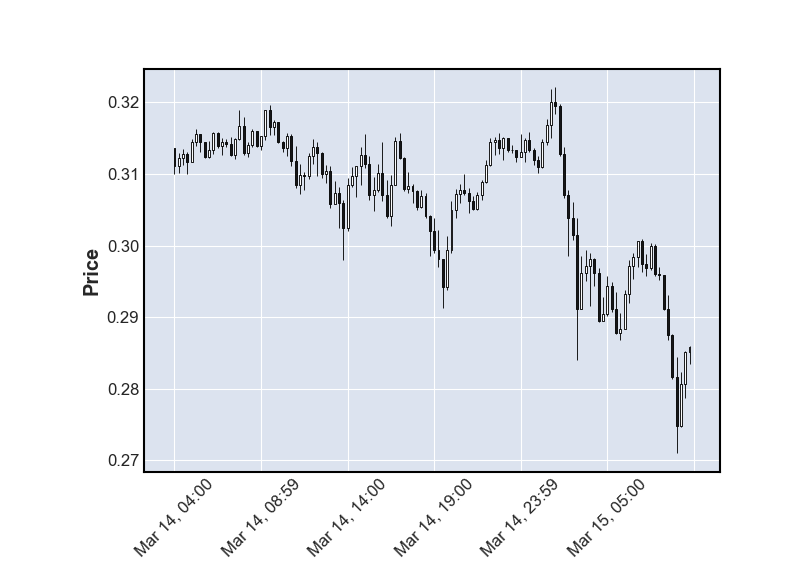 0.32
0.31
0.30
0.29
0.28
0.27
Price
Mar 14, 04:00
Mar 14, 08:59
Mar 14, 14:00
Mar 14, 19:00
Mar 14, 23:59
Mar 15, 05:00